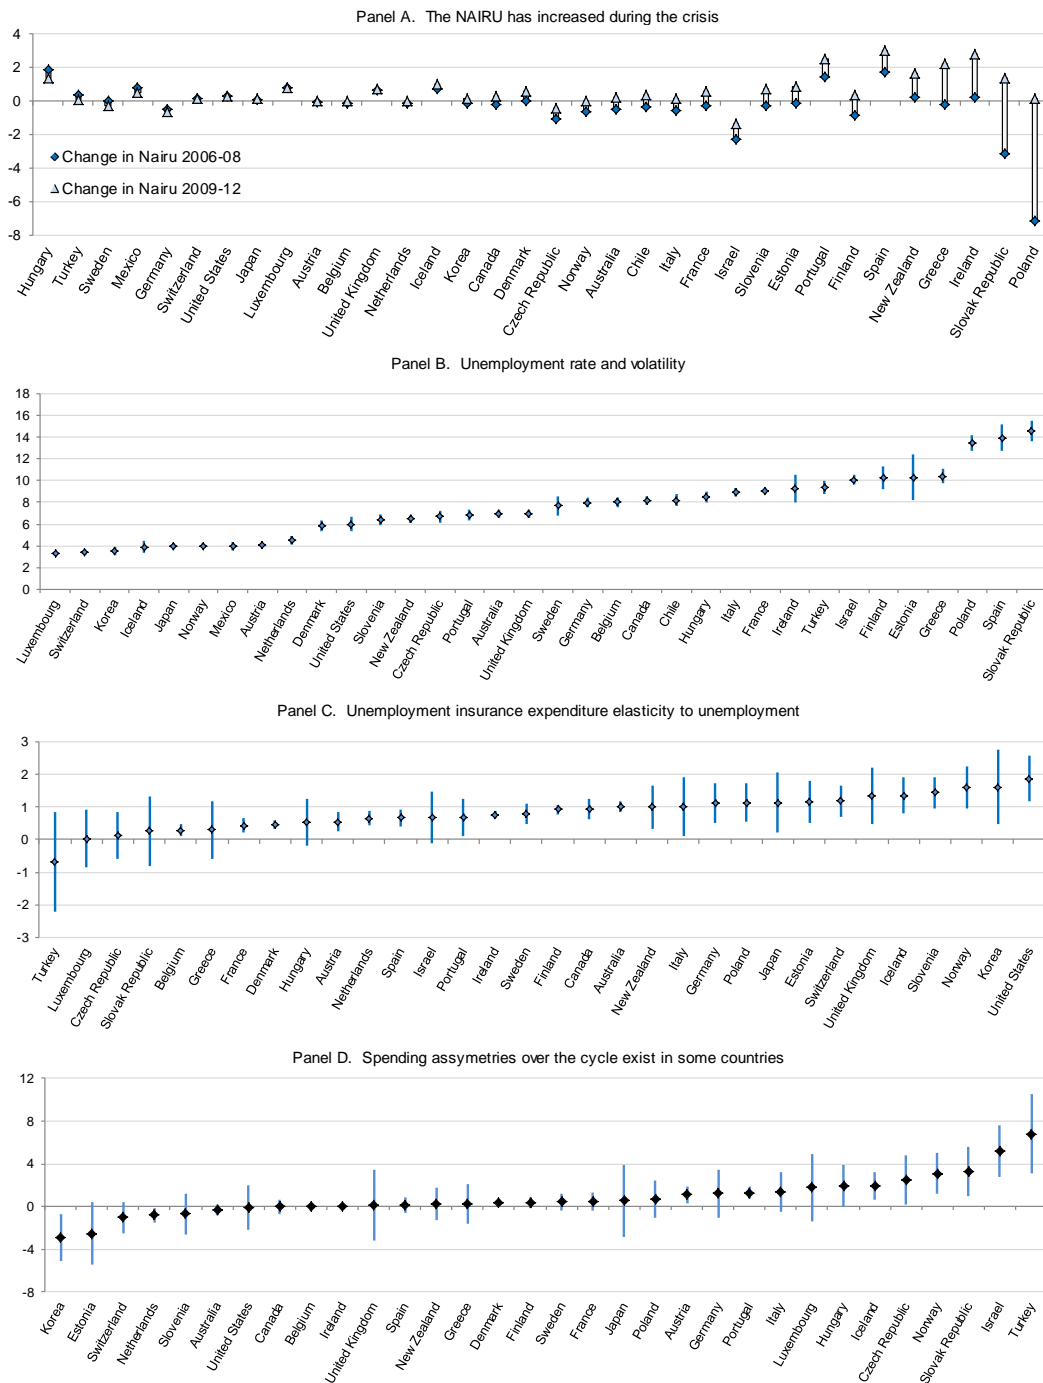 Panel A. The NAIRU has increased during the crisis
4
2
0
-2
-4
-6
-8
Change in Nairu 2006-08
Change in Nairu 2009-12
Hungary
Turkey
Sweden
Mexico
Germany
Switzerland
United States
Japan
Luxembourg
Austria
Belgium
United Kingdom
Netherlands
Iceland
Korea
Canada
Denmark
Czech Republic
Norway
Australia
Chile
Italy
France
Israel
Slovenia
Estonia
Portugal
Finland
Spain
New Zealand
Greece
Ireland
Slovak Republic
Poland
Panel B. Unemployment rate and volatility
18
16
14
12
10
8
6
4
2
0
Luxembourg
Switzerland
Korea
Iceland
Japan
Norway
Mexico
Austria
Netherlands
Denmark
United States
Slovenia
New Zealand
Czech Republic
Portugal
Australia
United Kingdom
Sweden
Germany
Belgium
Canada
Chile
Hungary
Italy
France
Ireland
Turkey
Israel
Finland
Estonia
Greece
Poland
Spain
Slovak Republic
Panel C. Unemployment insurance expenditure elasticity to unemployment
3
2
1
0
-1
-2
-3
Turkey
Luxembourg
Czech Republic
Slovak Republic
Belgium
Greece
France
Denmark
Hungary
Austria
Netherlands
Spain
Israel
Portugal
Ireland
Sweden
Finland
Canada
Australia
New Zealand
Italy
Germany
Poland
Japan
Estonia
Switzerland
United Kingdom
Iceland
Slovenia
Norway
Korea
United States
Panel D. Spending assymetries over the cycle exist in some countries
12
8
4
0
-4
-8
Korea
Estonia
Switzerland
Netherlands
Slovenia
Australia
United States
Canada
Belgium
Ireland
United Kingdom
Spain
New Zealand
Greece
Denmark
Finland
Sweden
France
Japan
Poland
Austria
Germany
Portugal
Italy
Luxembourg
Hungary
Iceland
Czech Republic
Norway
Slovak Republic
Israel
Turkey